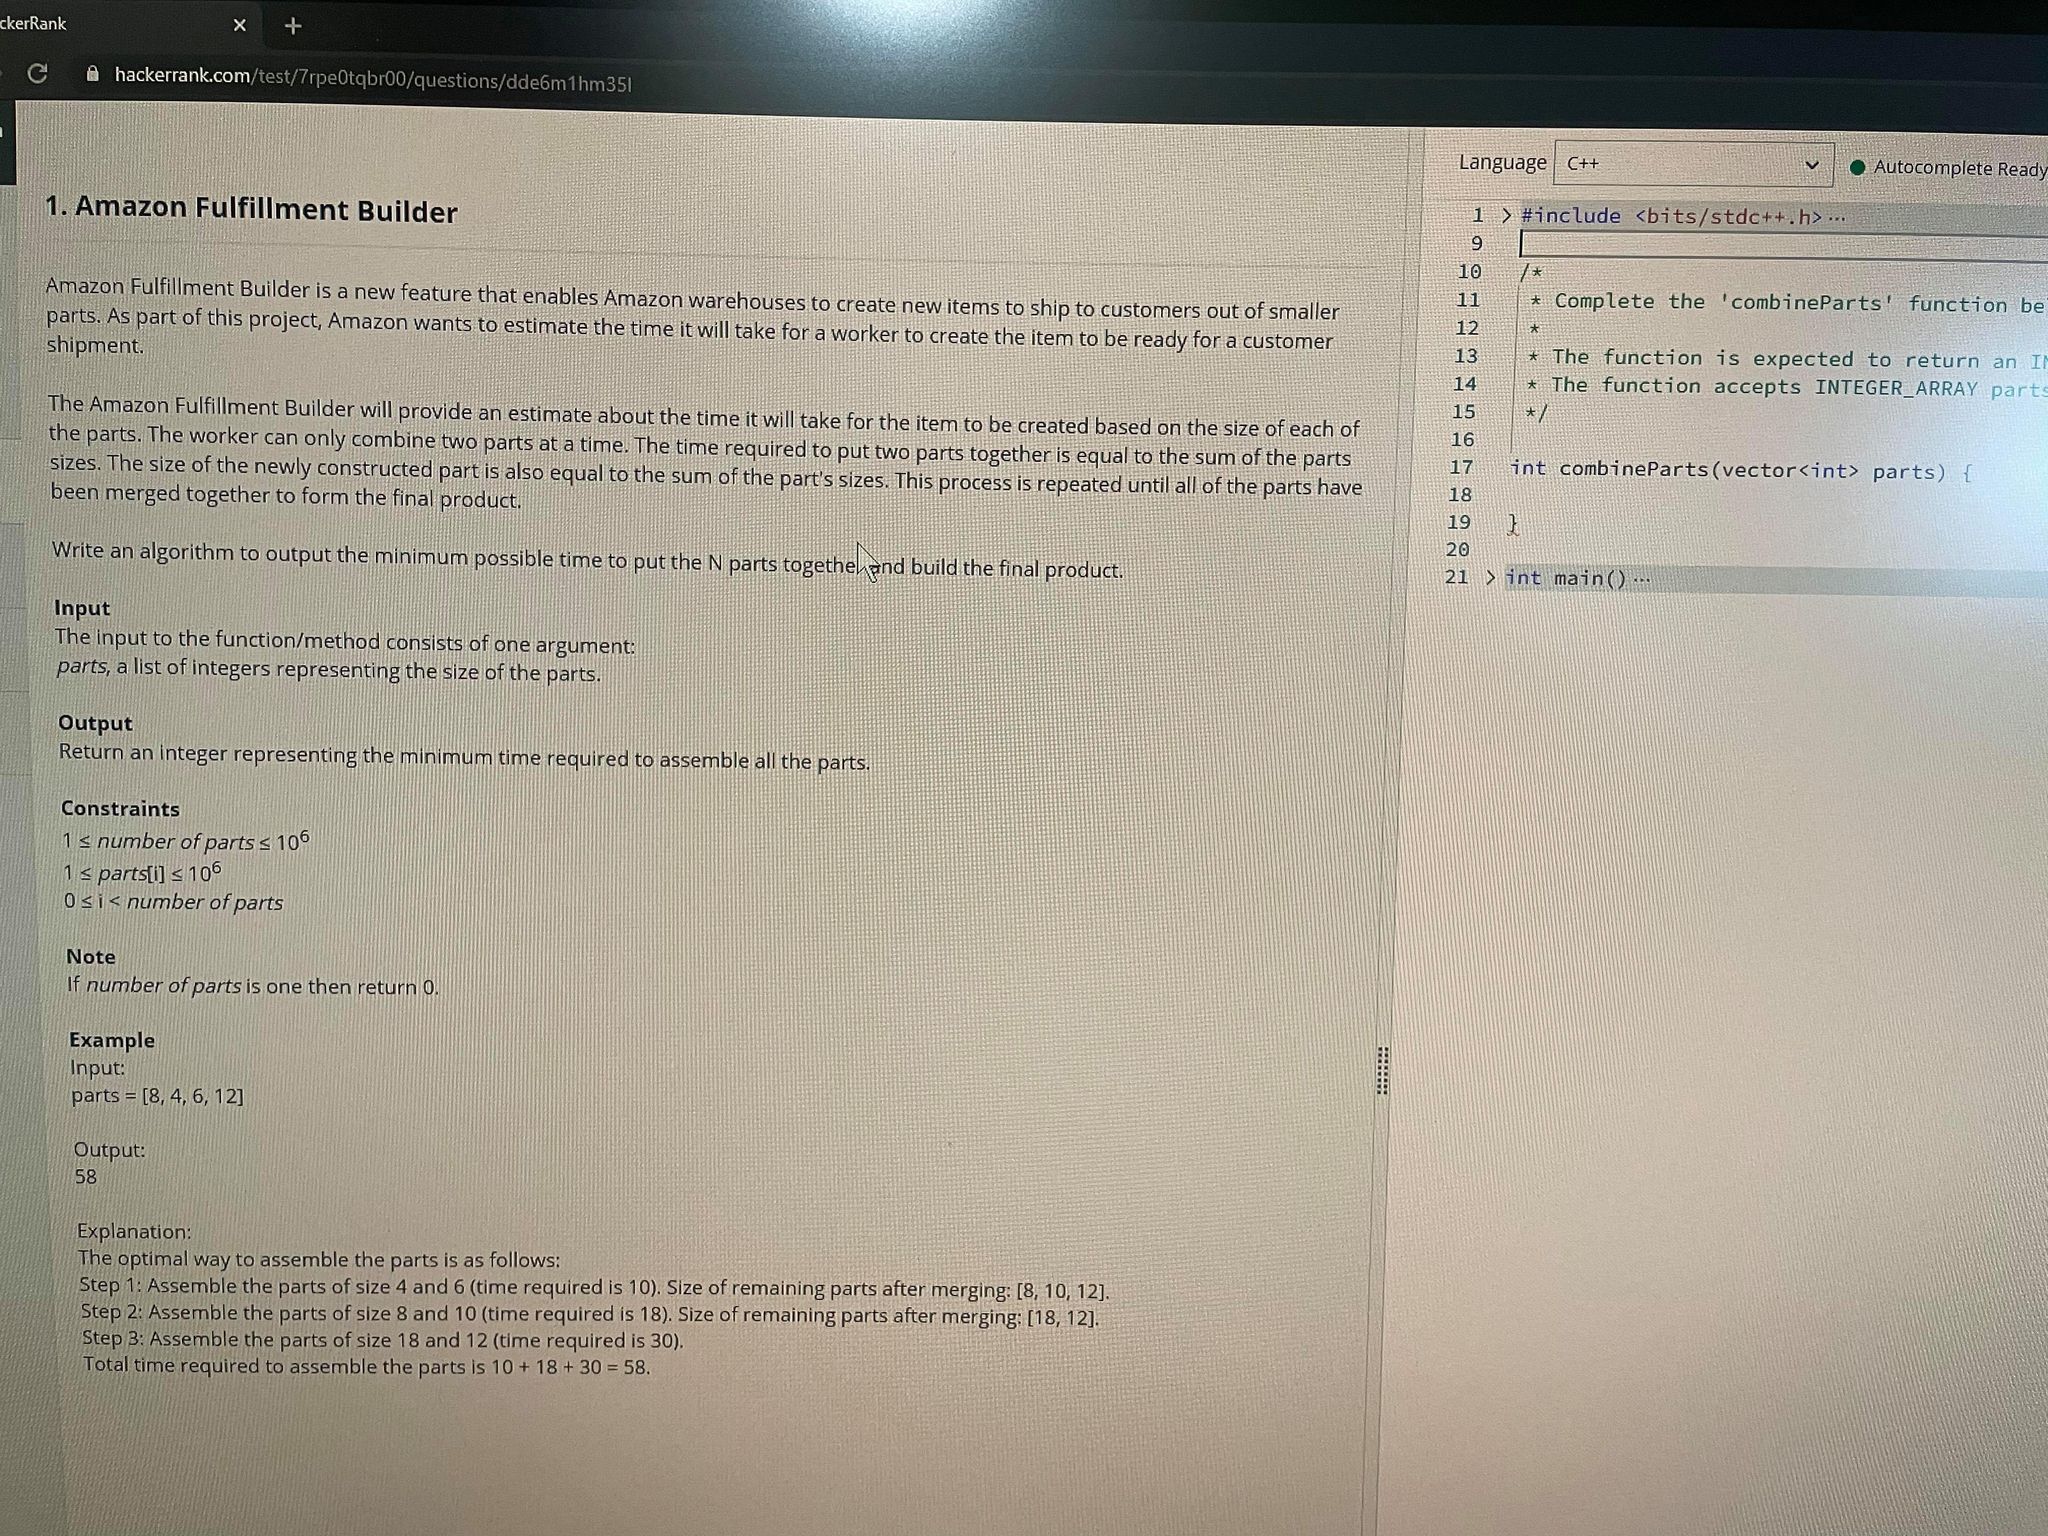 ckerRank
hackerrank.com/test/7rpe0tqbr00/questions/dde6m1hm35l
1. Amazon Fulfillment Builder
Amazon Fulfillment Builder is a new feature that enables Amazon warehouses to create new items to ship to customers out of smaller
parts. As part of this project, Amazon wants to estimate the time it will take for a worker to create the item to be ready for a customer
shipment.
The Amazon Fulfillment Builder will provide an estimate about the time it will take for the item to be created based on the size of each of
the parts. The worker can only combine two parts at a time. The time required to put two parts together is equal to the sum of the parts
sizes. The size of the newly constructed part is also equal to the sum of the part's sizes. This process is repeated until all of the parts have
been merged together to form the final product.
Write an algorithm to output the minimum possible time to put the N parts together and build the final product.
Input
The input to the function/method consists of one argument:
parts, a list of integers representing the size of the parts.
Output
Return an integer representing the minimum time required to assemble all the parts.
Constraints
1 ≤ number of parts ≤ 10⁶
1 ≤ parts[i] ≤ 10⁶
0 ≤ i < number of parts
Note
If number of parts is one then return 0.
Example
Input:
parts = [8, 4, 6, 12]
Output:
58
Explanation:
The optimal way to assemble the parts is as follows:
Step 1: Assemble the parts of size 4 and 6 (time required is 10). Size of remaining parts after merging: [8, 10, 12].
Step 2: Assemble the parts of size 8 and 10 (time required is 18). Size of remaining parts after merging: [18, 12].
Step 3: Assemble the parts of size 18 and 12 (time required is 30).
Total time required to assemble the parts is 10 + 18 + 30 = 58.
Language C++ Autocomplete Ready
1 > #include <bits/stdc++.h>···
9
10 /*
11 * Complete the 'combineParts' function be
12 *
13 * The function is expected to return an IN
14 * The function accepts INTEGER_ARRAY parts
15 */
16
17 int combineParts(vector<int> parts) {
18
19 }
20
21 > int main()···